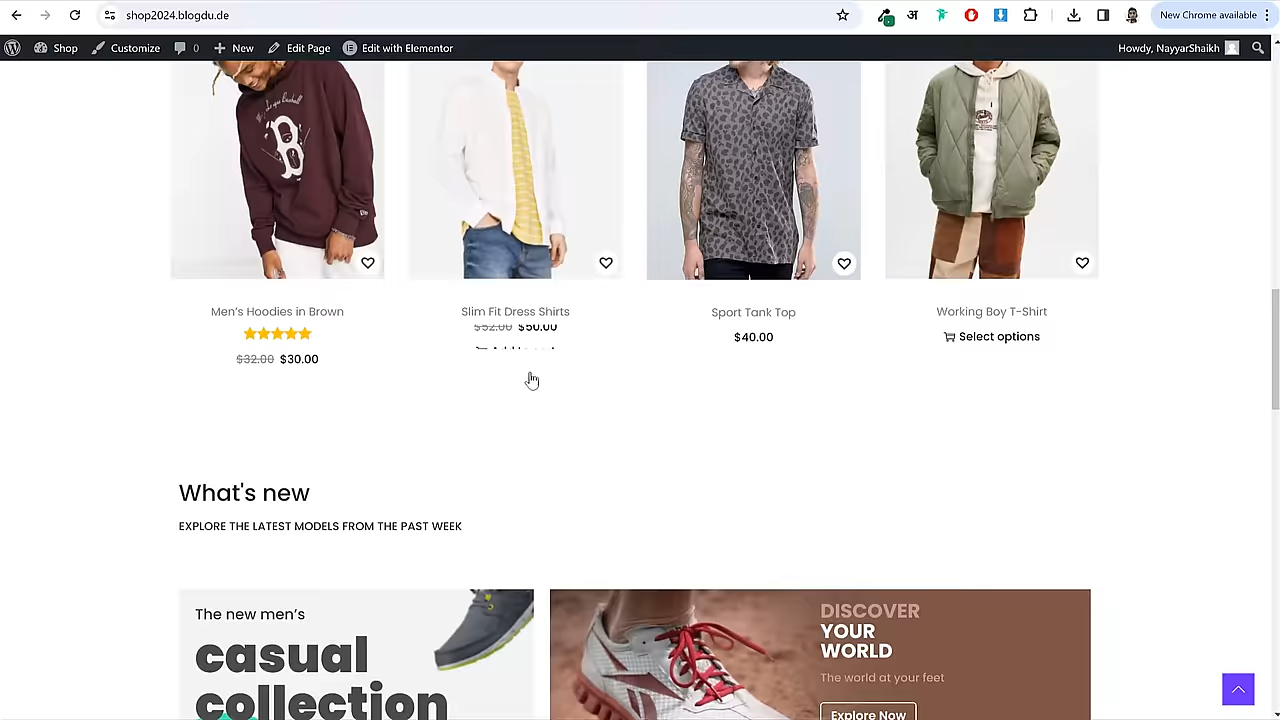 shop2024.blogdu.de
New Chrome available
Shop
Customize
0
New
Edit Page
Edit with Elementor
Howdy, NayyarShaikh
B
Men's Hoodies in Brown
$32.00 $30.00
Slim Fit Dress Shirts
$52.00 $50.00
Sport Tank Top
$40.00
Working Boy T-Shirt
Select options
What's new
EXPLORE THE LATEST MODELS FROM THE PAST WEEK
The new men's
casual
collection
DISCOVER
YOUR
WORLD
The world at your feet
Explore Now